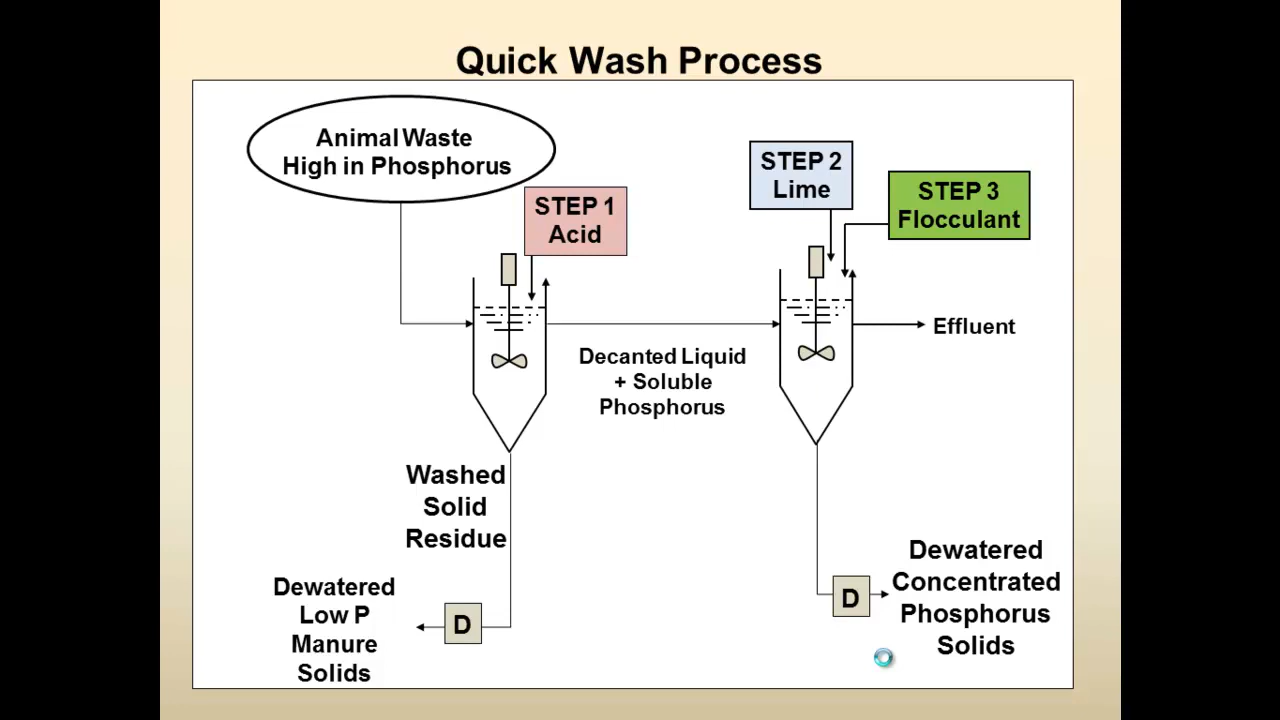 Quick Wash Process
Animal Waste
High in Phosphorus
STEP 1
Acid
STEP 2
Lime
STEP 3
Flocculant
Effluent
Decanted Liquid
+ Soluble
Phosphorus
Washed
Solid
Residue
Dewatered
Low P
Manure
Solids
D
D
Dewatered
Concentrated
Phosphorus
Solids